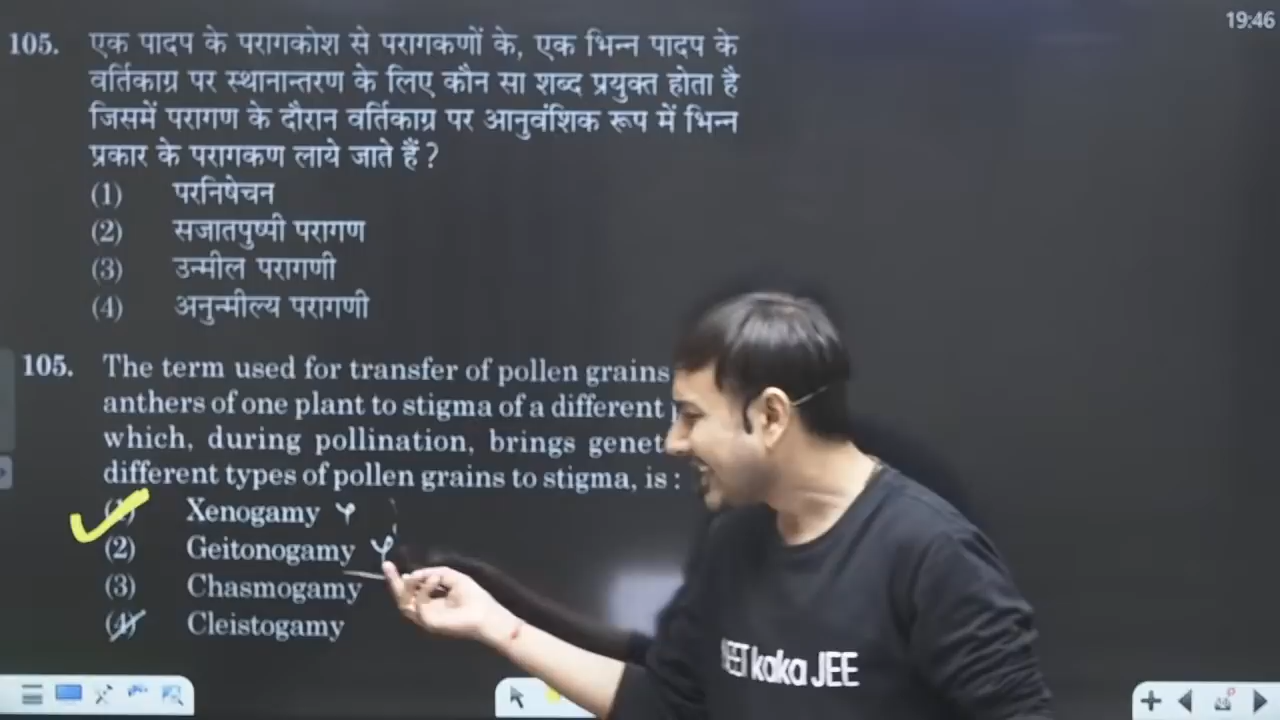 19:46
105. एक पादप के परागकोश से परागकणों के, एक भिन्न पादप के
वर्तिकाग्र पर स्थानान्तरण के लिए कौन सा शब्द प्रयुक्त होता है
जिसमें परागण के दौरान वर्तिकाग्र पर आनुवंशिक रूप में भिन्न
प्रकार के परागकण लाये जाते हैं ?
(1) परनिषेचन
(2) सजातपुष्पी परागण
(3) उन्मील परागणी
(4) अनुन्मील्य परागणी
105. The term used for transfer of pollen grains
anthers of one plant to stigma of a different
which, during pollination, brings genet
different types of pollen grains to stigma, is :
(1) Xenogamy
(2) Geitonogamy
(3) Chasmogamy
(4) Cleistogamy
NEET kaka JEE